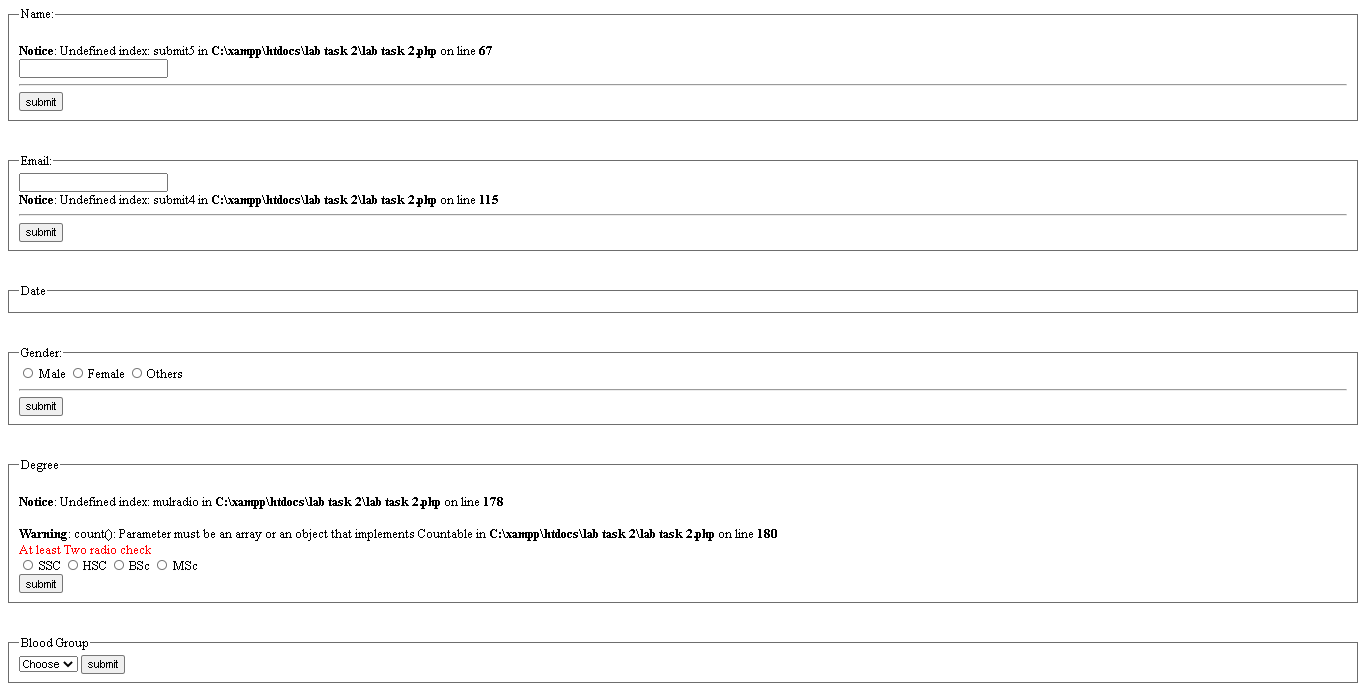 Name:
Notice: Undefined index: submit5 in C:\xampp\htdocs\lab task 2\lab task 2.php on line 67
submit
Email:
Notice: Undefined index: submit4 in C:\xampp\htdocs\lab task 2\lab task 2.php on line 115
submit
Date
Gender:
Male Female Others
submit
Degree
Notice: Undefined index: mulradio in C:\xampp\htdocs\lab task 2\lab task 2.php on line 178
Warning: count(): Parameter must be an array or an object that implements Countable in C:\xampp\htdocs\lab task 2\lab task 2.php on line 180
At least Two radio check
SSC HSC BSc MSc
submit
Blood Group
Choose submit